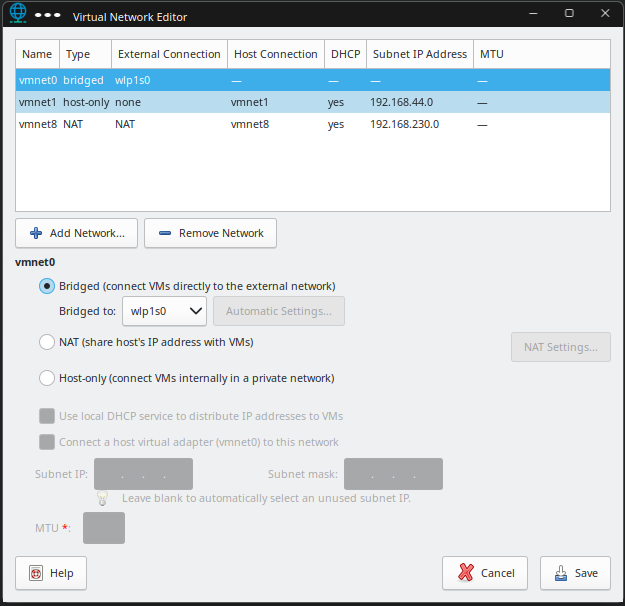 Virtual Network Editor
Name Type External Connection Host Connection DHCP Subnet IP Address MTU
vmnet0 bridged wlp1s0 — — — —
vmnet1 host-only none vmnet1 yes 192.168.44.0 —
vmnet8 NAT NAT vmnet8 yes 192.168.230.0 —
Add Network... Remove Network
vmnet0
Bridged (connect VMs directly to the external network)
Bridged to: wlp1s0 Automatic Settings...
NAT (share host's IP address with VMs) NAT Settings...
Host-only (connect VMs internally in a private network)
Use local DHCP service to distribute IP addresses to VMs
Connect a host virtual adapter (vmnet0) to this network
Subnet IP: . . . Subnet mask: . . .
Leave blank to automatically select an unused subnet IP.
MTU *:
Help Cancel Save